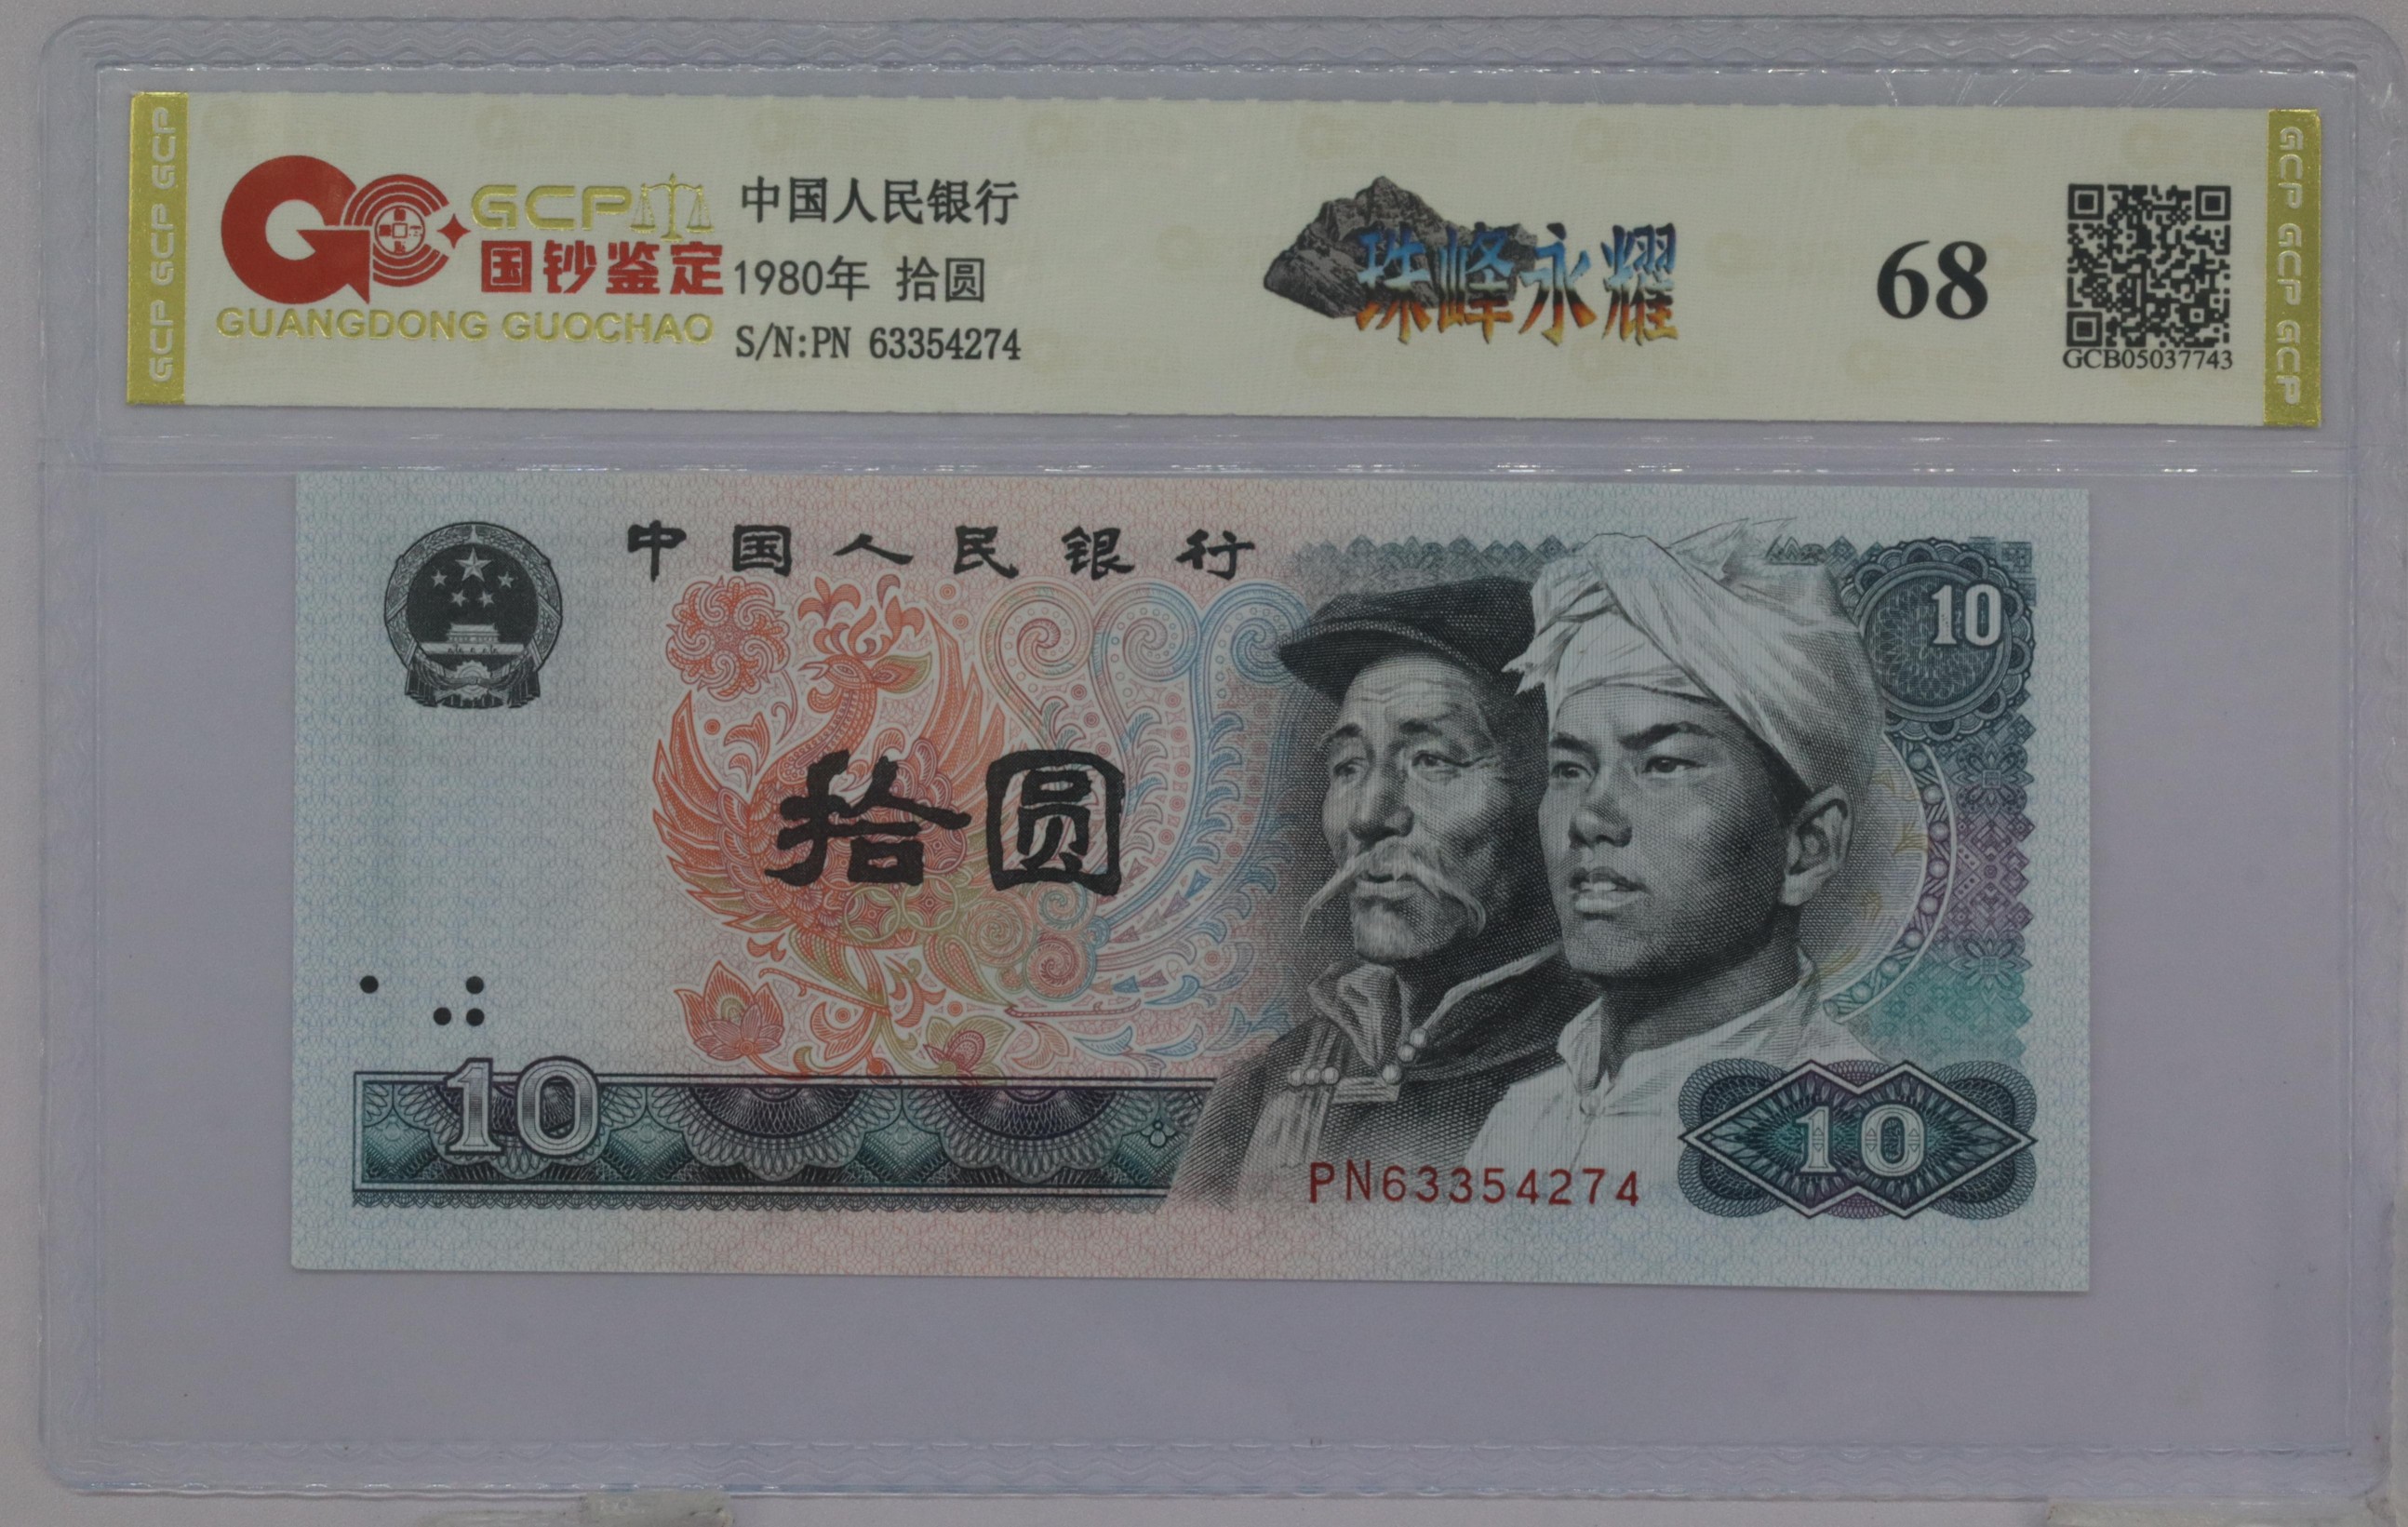 GCP GCP GCP
GCP
国钞鉴定
GUANGDONG GUOCHAO
中国人民银行
1980年 拾圆
S/N:PN 63354274
珠峰永耀
68
GCB05037743
GCP GCP GCP
中国人民银行
10
拾圆
10
10
PN63354274